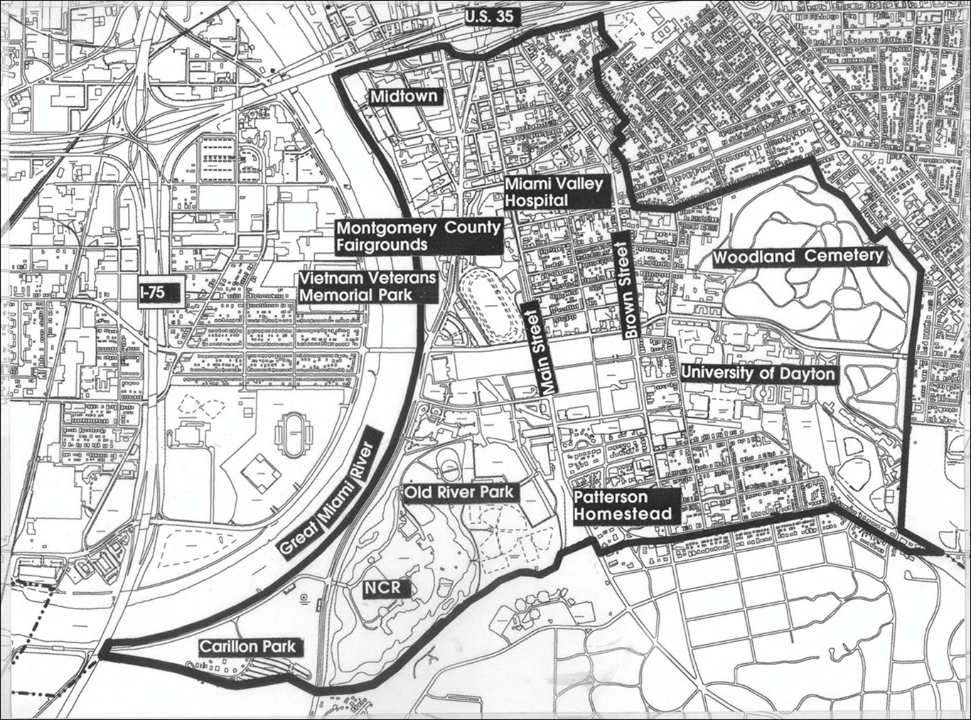 U.S. 35
Midtown
Miami Valley
Hospital
Montgomery County
Fairgrounds
Woodland Cemetery
Vietnam Veterans
Memorial Park
I-75
Brown Street
Main Street
University of Dayton
Great Miami River
Old River Park
Patterson
Homestead
NCR
Carillon Park